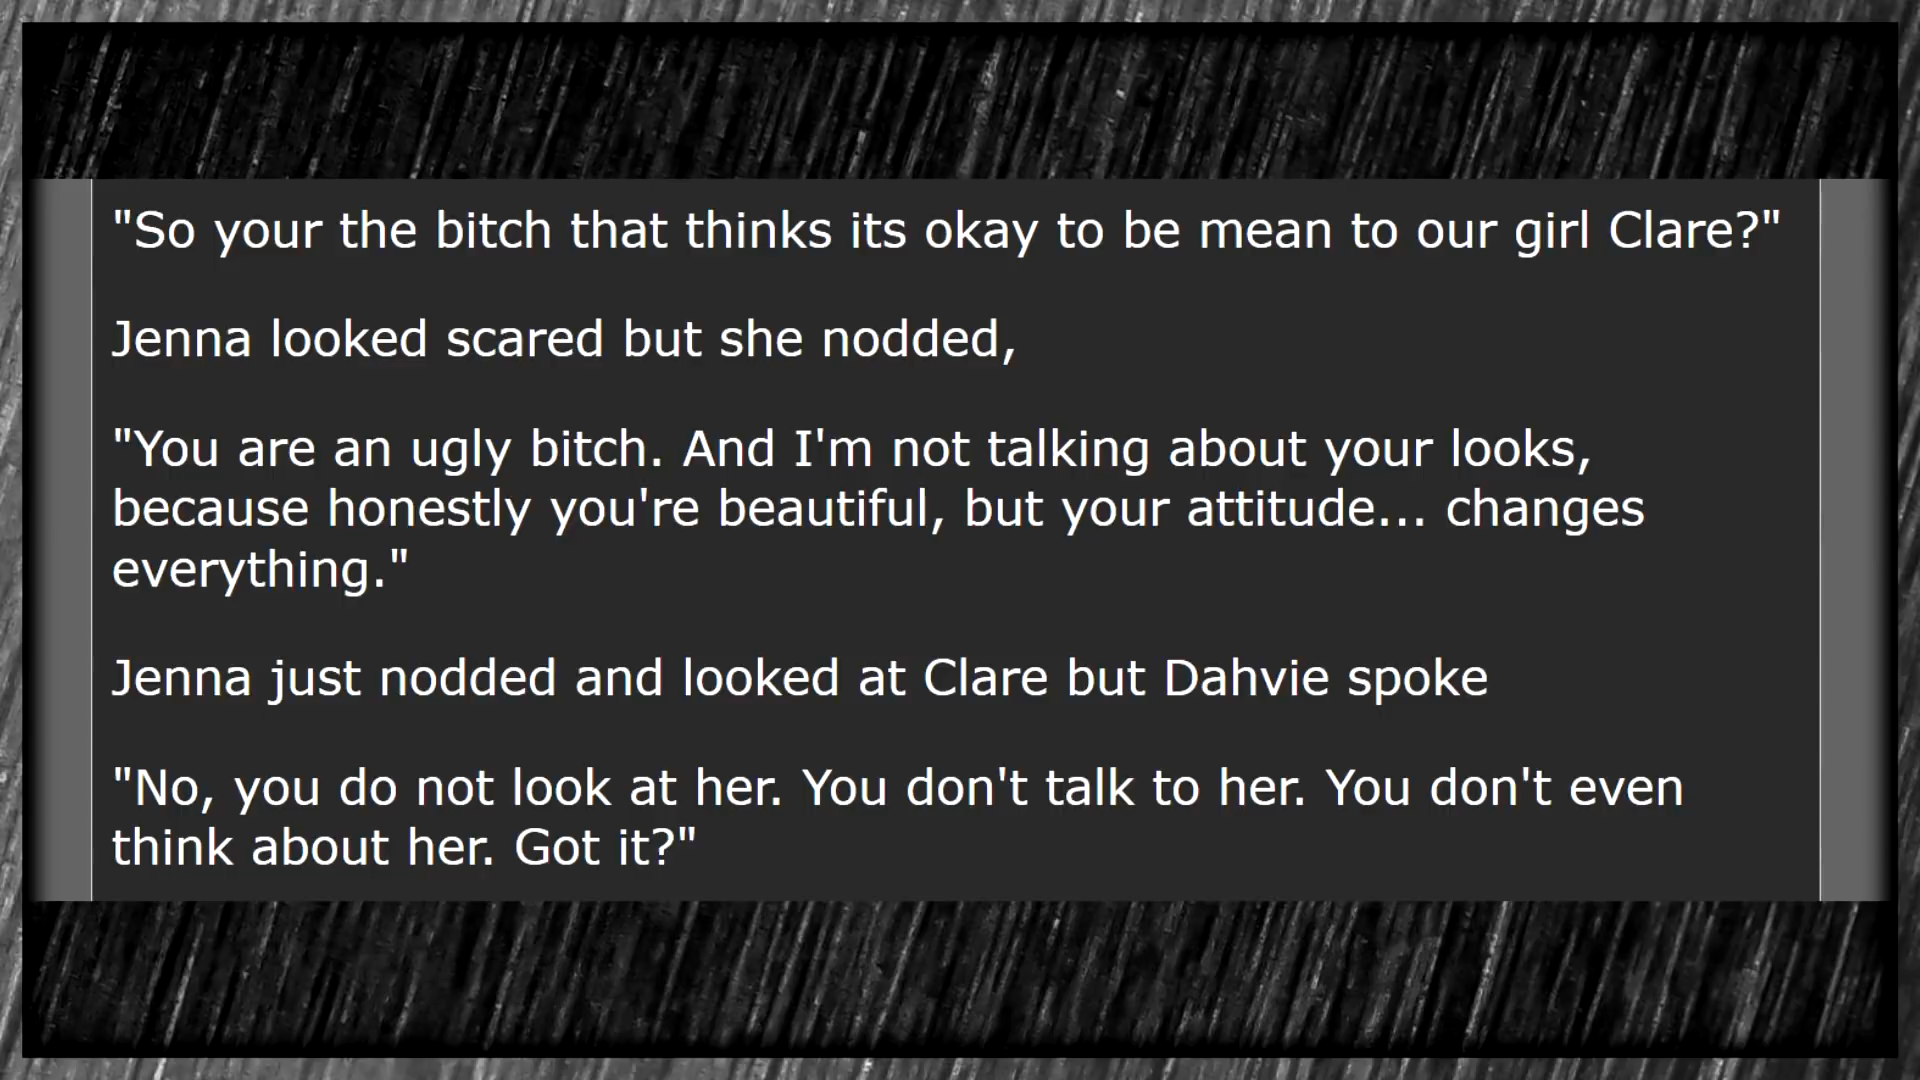 "So your the bitch that thinks its okay to be mean to our girl Clare?"
Jenna looked scared but she nodded,
"You are an ugly bitch. And I'm not talking about your looks,
because honestly you're beautiful, but your attitude... changes
everything."
Jenna just nodded and looked at Clare but Dahvie spoke
"No, you do not look at her. You don't talk to her. You don't even
think about her. Got it?"